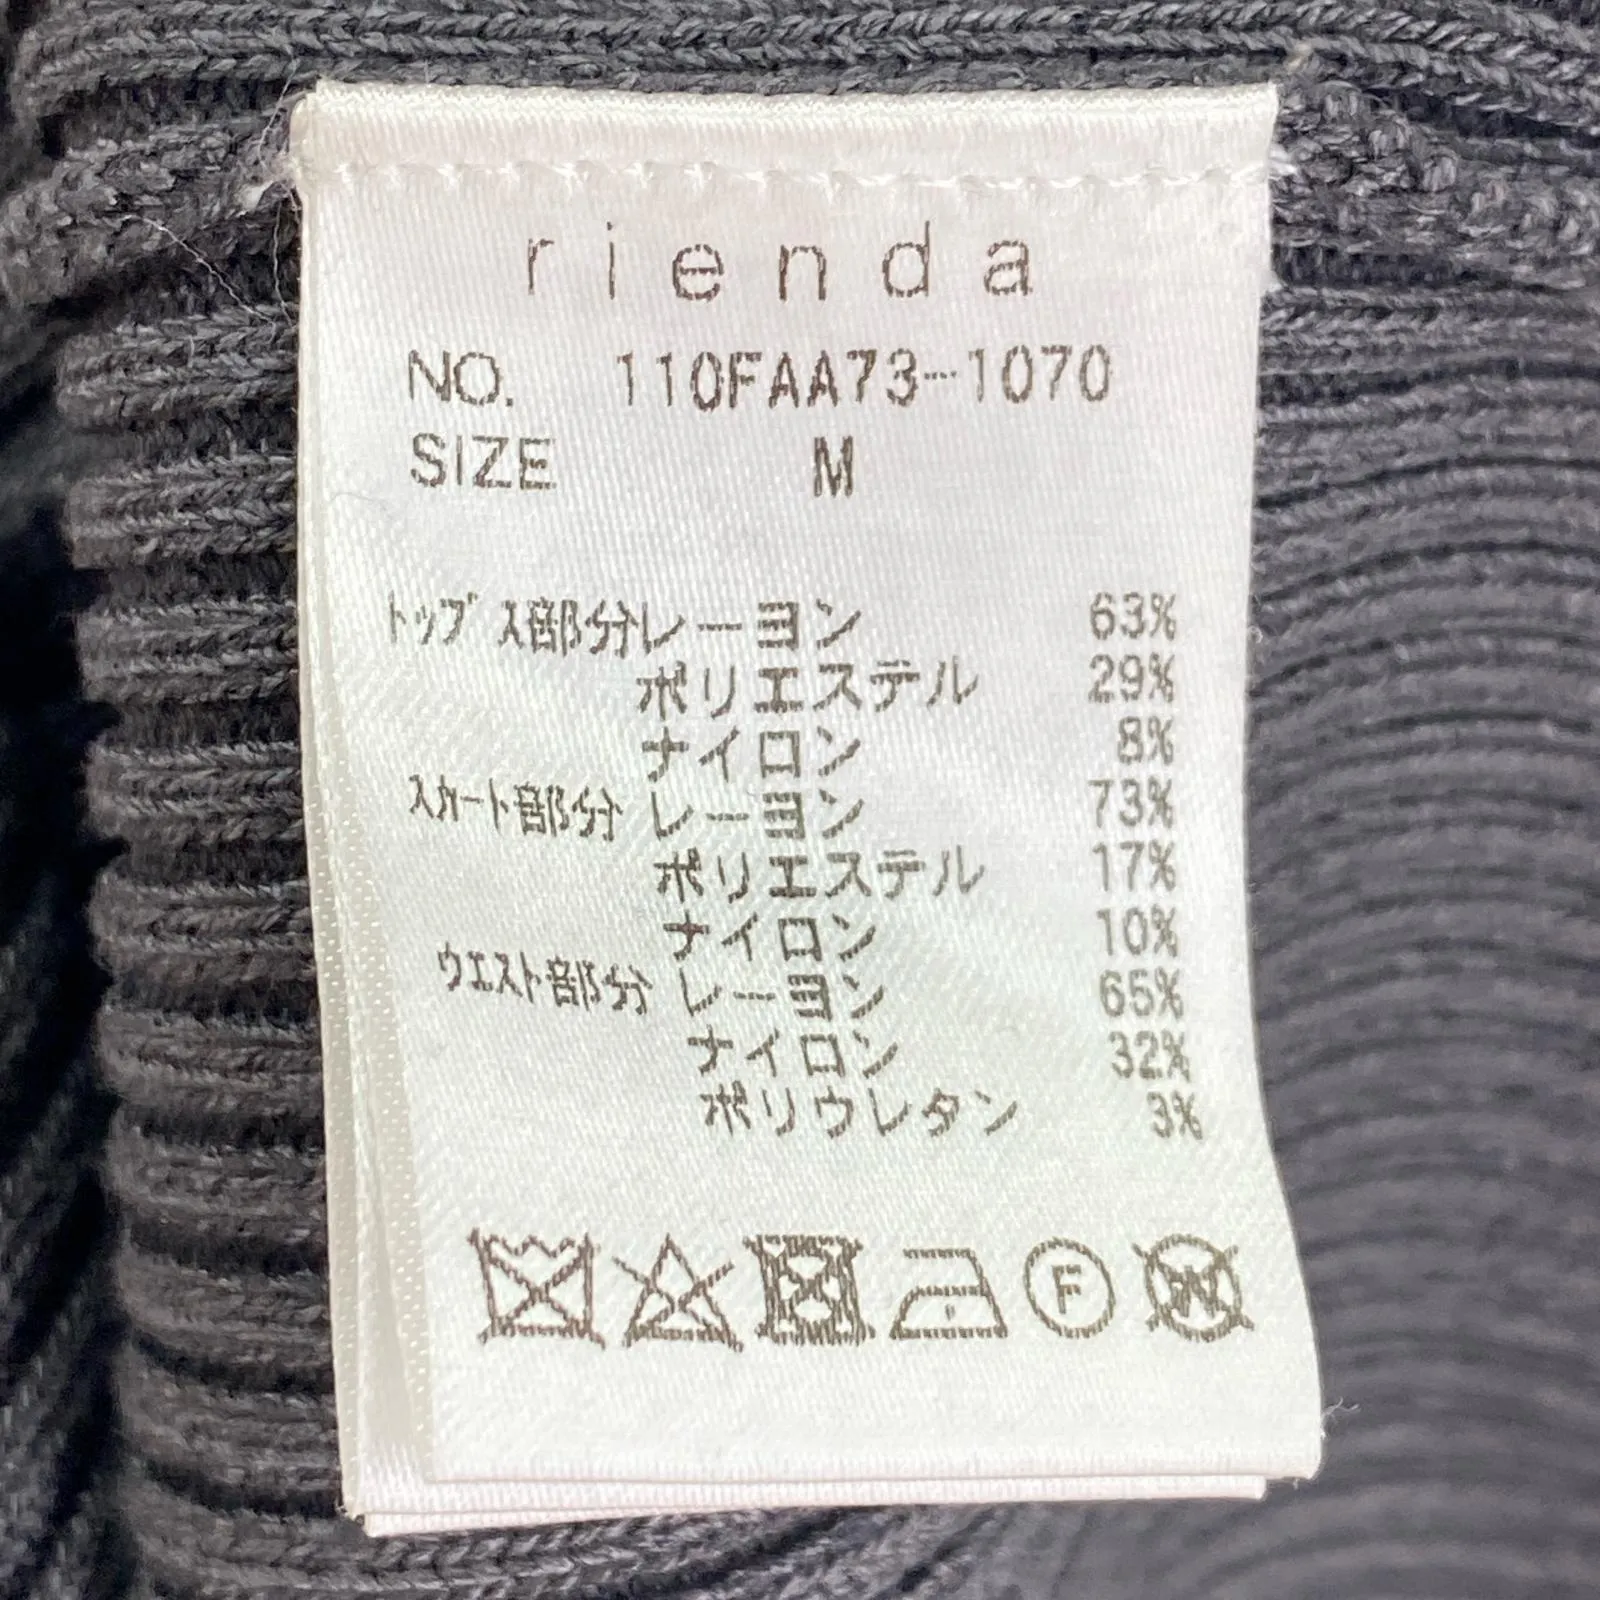 rienda
NO. 110FAA73-1070
SIZE M
トップス部分レーヨン 63%
ポリエステル 29%
ナイロン 8%
スカート部分 レーヨン 73%
ポリエステル 17%
ナイロン 10%
ウエスト部分 レーヨン 65%
ナイロン 32%
ポリウレタン 3%
F W